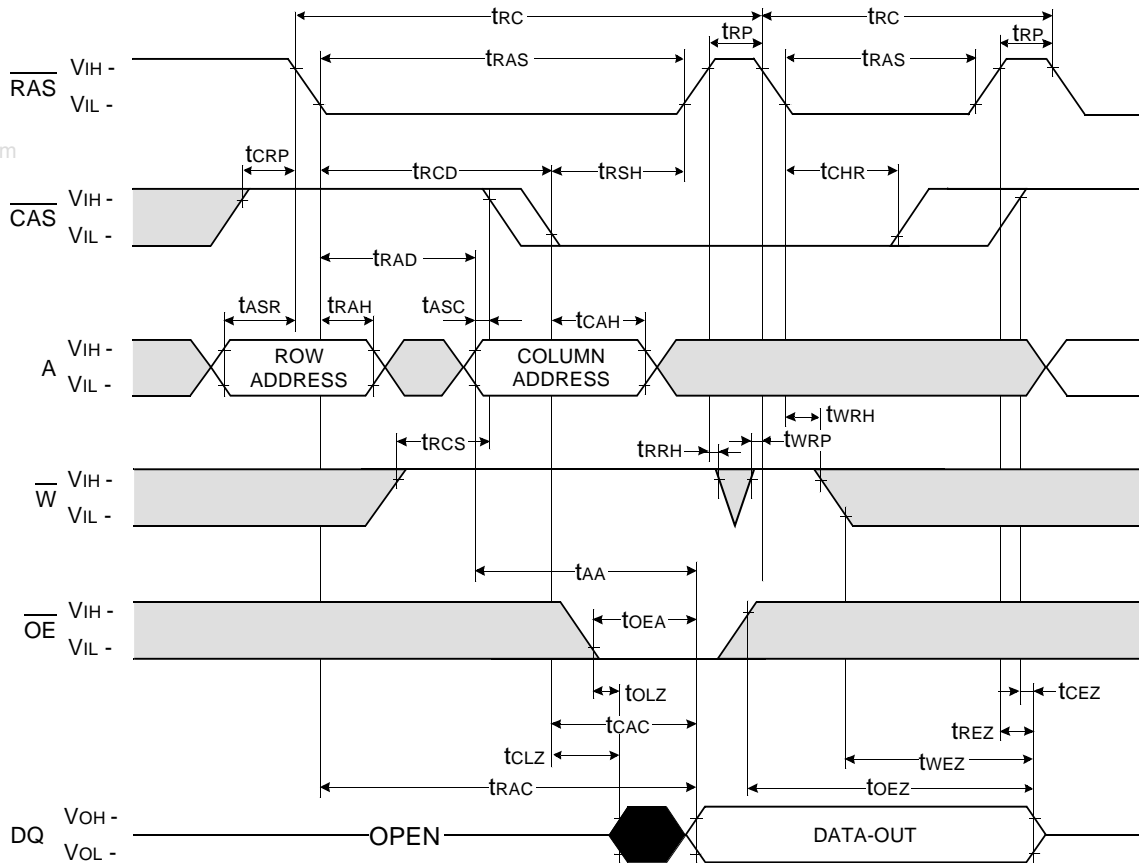 tRC tRC
tRP tRP
tRAS tRAS
RAS VIH -
VIL -
m
tCRP tRCD tRSH tCHR
CAS VIH -
VIL -
tRAD
tASR tRAH tASC tCAH
A VIH -
VIL -
ROW ADDRESS
COLUMN ADDRESS
tWRH
tRCS tRRH tWRP
W VIH -
VIL -
tAA
OE VIH -
VIL -
tOEA
tOLZ tCEZ
tCAC tREZ
tCLZ tWEZ
tRAC tOEZ
DQ VOH -
VOL -
OPEN DATA-OUT